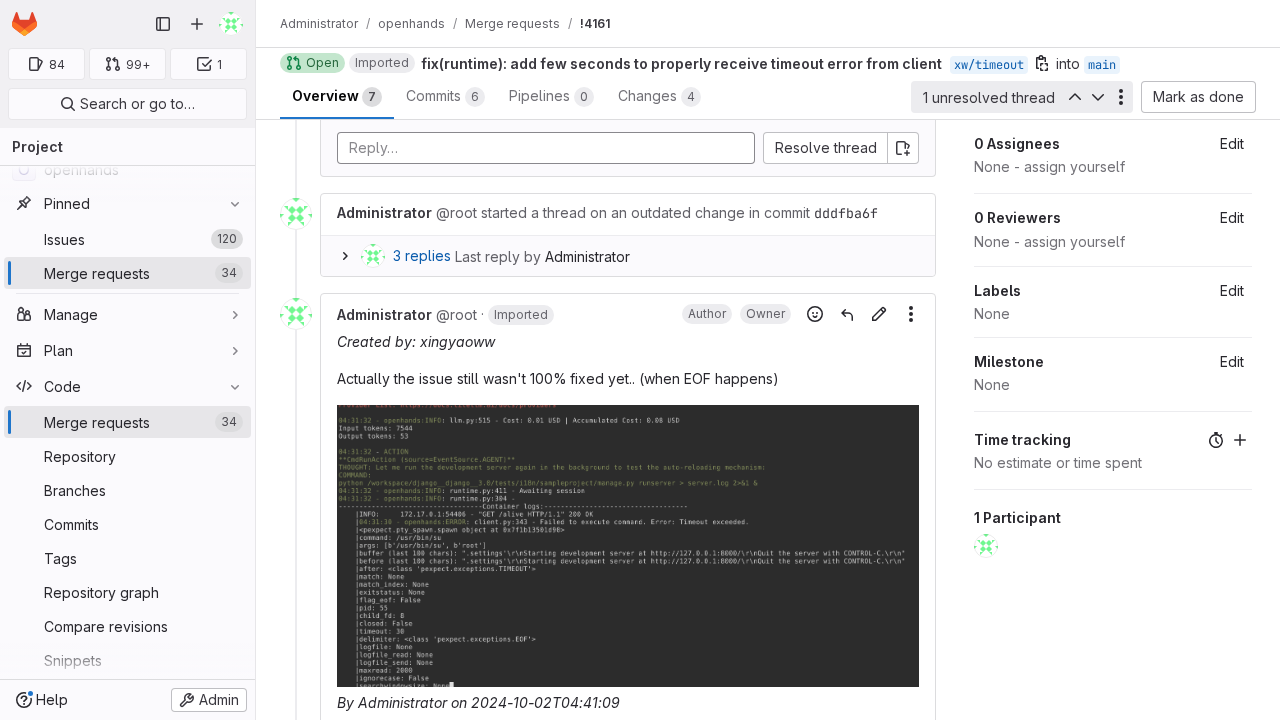 84
99+
1
Search or go to…
Project
openhands
Pinned
Issues 120
Merge requests 34
Manage
Plan
Code
Merge requests 34
Repository
Branches
Commits
Tags
Repository graph
Compare revisions
Snippets
Help
Admin
Administrator / openhands / Merge requests / !4161
Open Imported fix(runtime): add few seconds to properly receive timeout error from client xw/timeout into main
Overview 7 Commits 6 Pipelines 0 Changes 4
1 unresolved thread Mark as done
Reply… Resolve thread
Administrator @root started a thread on an outdated change in commit dddfba6f
3 replies Last reply by Administrator
Administrator @root · Imported Author Owner
Created by: xingyaoww
Actually the issue still wasn't 100% fixed yet.. (when EOF happens)
04:31:32 - openhands:INFO: llm.py:515 - Cost: 0.01 USD | Accumulated Cost: 0.08 USD
Input tokens: 7544
Output tokens: 53
04:31:32 - ACTION
**CmdRunAction (source=EventSource.AGENT)**
THOUGHT: Let me run the development server again in the background to test the auto-reloading mechanism:
COMMAND:
python /workspace/django__django__3.0/tests/i18n/sampleproject/manage.py runserver > server.log 2>&1 &
04:31:32 - openhands:INFO: runtime.py:411 - Awaiting session
04:31:32 - openhands:INFO: runtime.py:304 -
-----------------------------------Container logs:-----------------------------------
|INFO: 172.17.0.1:54406 - "GET /alive HTTP/1.1" 200 OK
|04:31:38 - openhands:ERROR: client.py:343 - Failed to execute command. Error: Timeout exceeded.
|<pexpect.pty_spawn.spawn object at 0x7f1b13501d90>
|command: /usr/bin/su
|args: [b'/usr/bin/su', b'root']
|buffer (last 100 chars): ".settings'\r\nStarting development server at http://127.0.0.1:8000/\r\nQuit the server with CONTROL-C.\r\n"
|before (last 100 chars): ".settings'\r\nStarting development server at http://127.0.0.1:8000/\r\nQuit the server with CONTROL-C.\r\n"
|after: <class 'pexpect.exceptions.TIMEOUT'>
|match: None
|match_index: None
|exitstatus: None
|flag_eof: False
|pid: 55
|child_fd: 8
|closed: False
|timeout: 30
|delimiter: <class 'pexpect.exceptions.EOF'>
|logfile: None
|logfile_read: None
|logfile_send: None
|maxread: 2000
|ignorecase: False
|searchwindowsize: None
By Administrator on 2024-10-02T04:41:09
0 Assignees Edit
None - assign yourself
0 Reviewers Edit
None - assign yourself
Labels Edit
None
Milestone Edit
None
Time tracking
No estimate or time spent
1 Participant